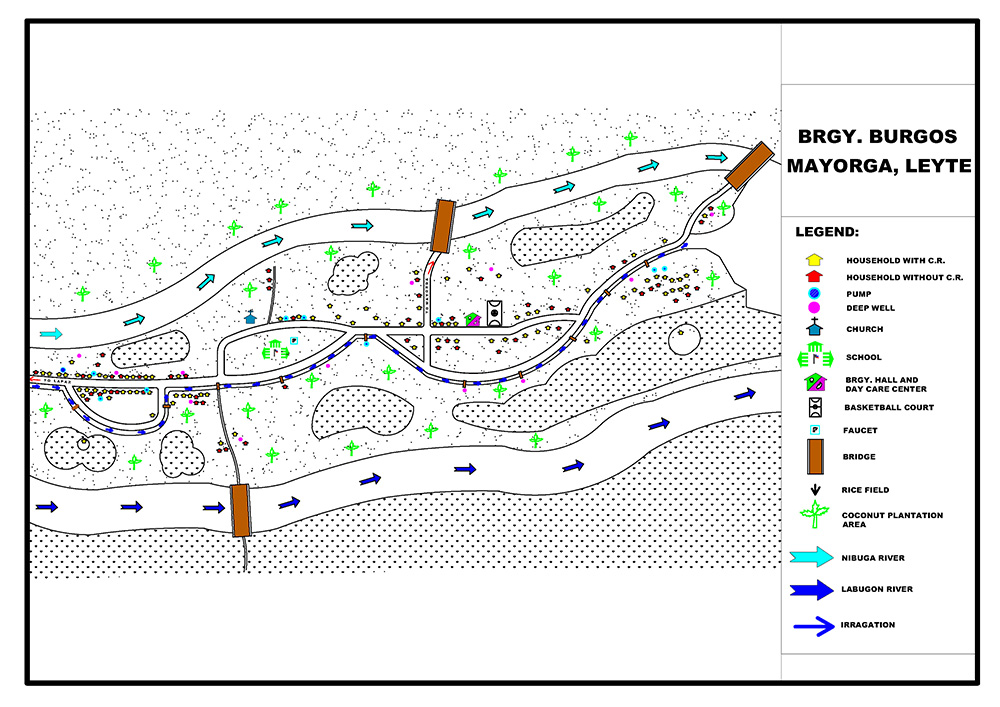 BRGY. BURGOS
MAYORGA, LEYTE
LEGEND:
HOUSEHOLD WITH C.R.
HOUSEHOLD WITHOUT C.R.
PUMP
DEEP WELL
CHURCH
SCHOOL
BRGY. HALL AND
DAY CARE CENTER
BASKETBALL COURT
P FAUCET
BRIDGE
RICE FIELD
COCONUT PLANTATION
AREA
NIBUGA RIVER
LABUGON RIVER
IRRAGATION
P
TO LAPAZ